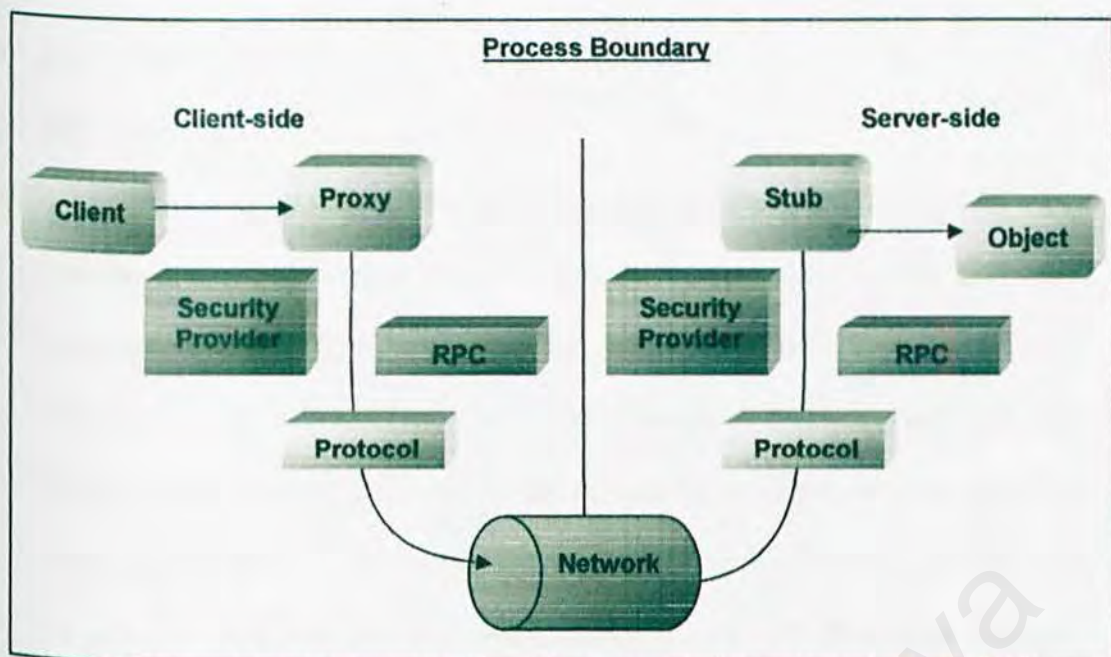 Process Boundary
Client-side
Server-side
Client
Proxy
Stub
Object
Security
Provider
RPC
Security
Provider
RPC
Protocol
Protocol
Network